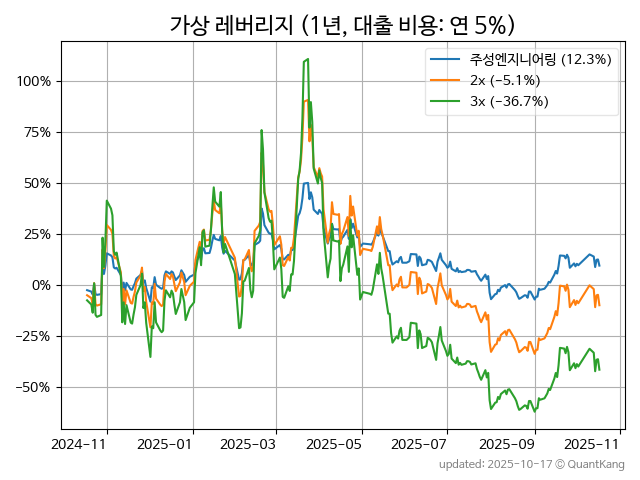 가상 레버리지 (1년, 대출 비용: 연 5%)
주성엔지니어링 (12.3%)
2x (−5.1%)
3x (−36.7%)
100%
75%
50%
25%
0%
−25%
−50%
2024-11 2025-01 2025-03 2025-05 2025-07 2025-09 2025-11
updated: 2025-10-17 © QuantKang